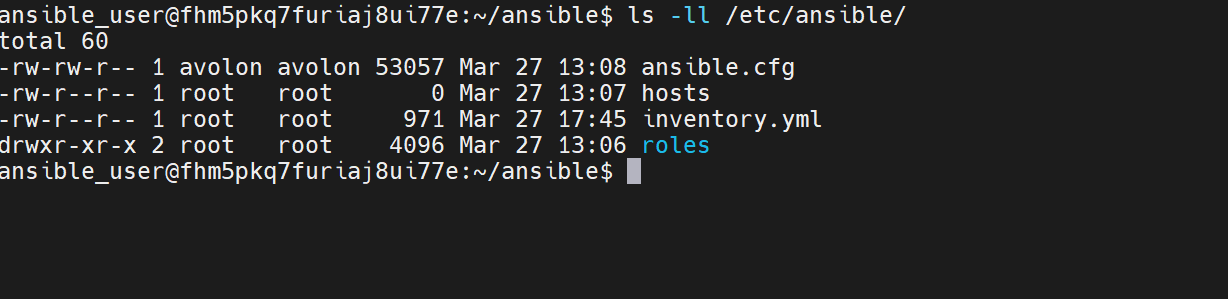 ansible_user@fhm5pkq7furiaj8ui77e:~/ansible$ ls -ll /etc/ansible/
total 60
-rw-rw-r-- 1 avolon avolon 53057 Mar 27 13:08 ansible.cfg
-rw-r--r-- 1 root   root       0 Mar 27 13:07 hosts
-rw-r--r-- 1 root   root     971 Mar 27 17:45 inventory.yml
drwxr-xr-x 2 root   root    4096 Mar 27 13:06 roles
ansible_user@fhm5pkq7furiaj8ui77e:~/ansible$